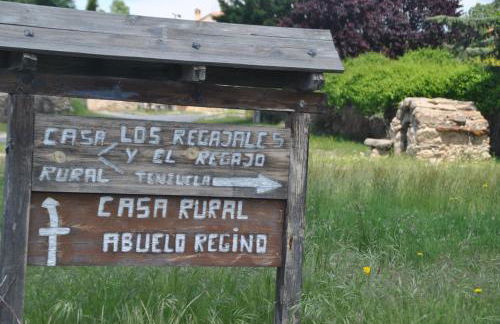 CASA LOS REGAJALES
Y EL REGAJO
RURAL TENZUELA
CASA RURAL
ABUELO REGINO